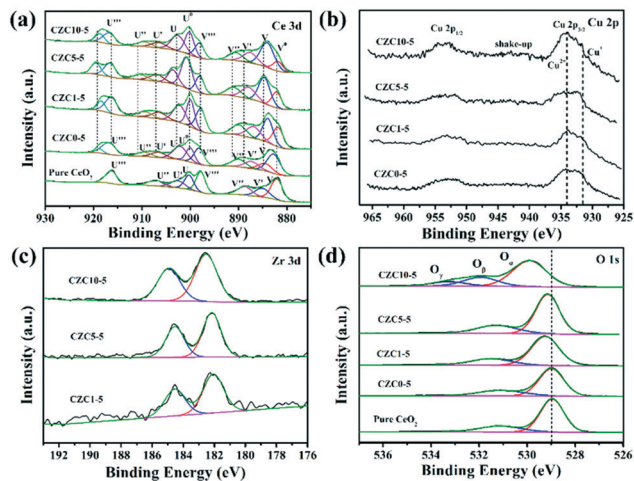 (a)
Ce 3d
CZC10-5
U''' U'' U' U U⁰ V''' V'' V' V V⁰
CZC5-5
CZC1-5
CZC0-5
U''' U'' U' U U⁰ V''' V'' V' V
Pure CeO₂
U''' U'' U' U U⁰ V''' V'' V' V
930 920 910 900 890 880
Binding Energy (eV)
Intensity (a.u.)
(b)
Cu 2p₁/₂ Cu 2p₃/₂ Cu 2p
CZC10-5
shake-up
Cu²⁺ Cu⁺
CZC5-5
CZC1-5
CZC0-5
965 960 955 950 945 940 935 930 925
Binding Energy (eV)
Intensity (a.u.)
(c)
Zr 3d
CZC10-5
CZC5-5
CZC1-5
192 190 188 186 184 182 180 178 176
Binding Energy (eV)
Intensity (a.u.)
(d)
O 1s
CZC10-5
Oγ Oβ Oα
CZC5-5
CZC1-5
CZC0-5
Pure CeO₂
536 534 532 530 528 526
Binding Energy (eV)
Intensity (a.u.)